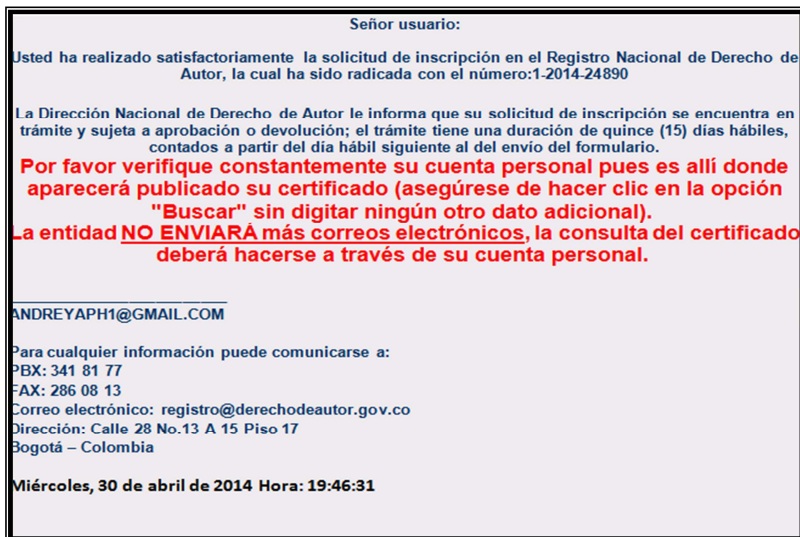 Señor usuario:
Usted ha realizado satisfactoriamente la solicitud de inscripción en el Registro Nacional de Derecho de
Autor, la cual ha sido radicada con el número:1-2014-24890
La Dirección Nacional de Derecho de Autor le informa que su solicitud de inscripción se encuentra en
trámite y sujeta a aprobación o devolución; el trámite tiene una duración de quince (15) días hábiles,
contados a partir del día hábil siguiente al del envío del formulario.
Por favor verifique constantemente su cuenta personal pues es allí donde
aparecerá publicado su certificado (asegúrese de hacer clic en la opción
"Buscar" sin digitar ningún otro dato adicional).
La entidad NO ENVIARÁ más correos electrónicos, la consulta del certificado
deberá hacerse a través de su cuenta personal.
ANDREYAPH1@GMAIL.COM
Para cualquier información puede comunicarse a:
PBX: 341 81 77
FAX: 286 08 13
Correo electrónico: registro@derechodeautor.gov.co
Dirección: Calle 28 No.13 A 15 Piso 17
Bogotá – Colombia
Miércoles, 30 de abril de 2014 Hora: 19:46:31